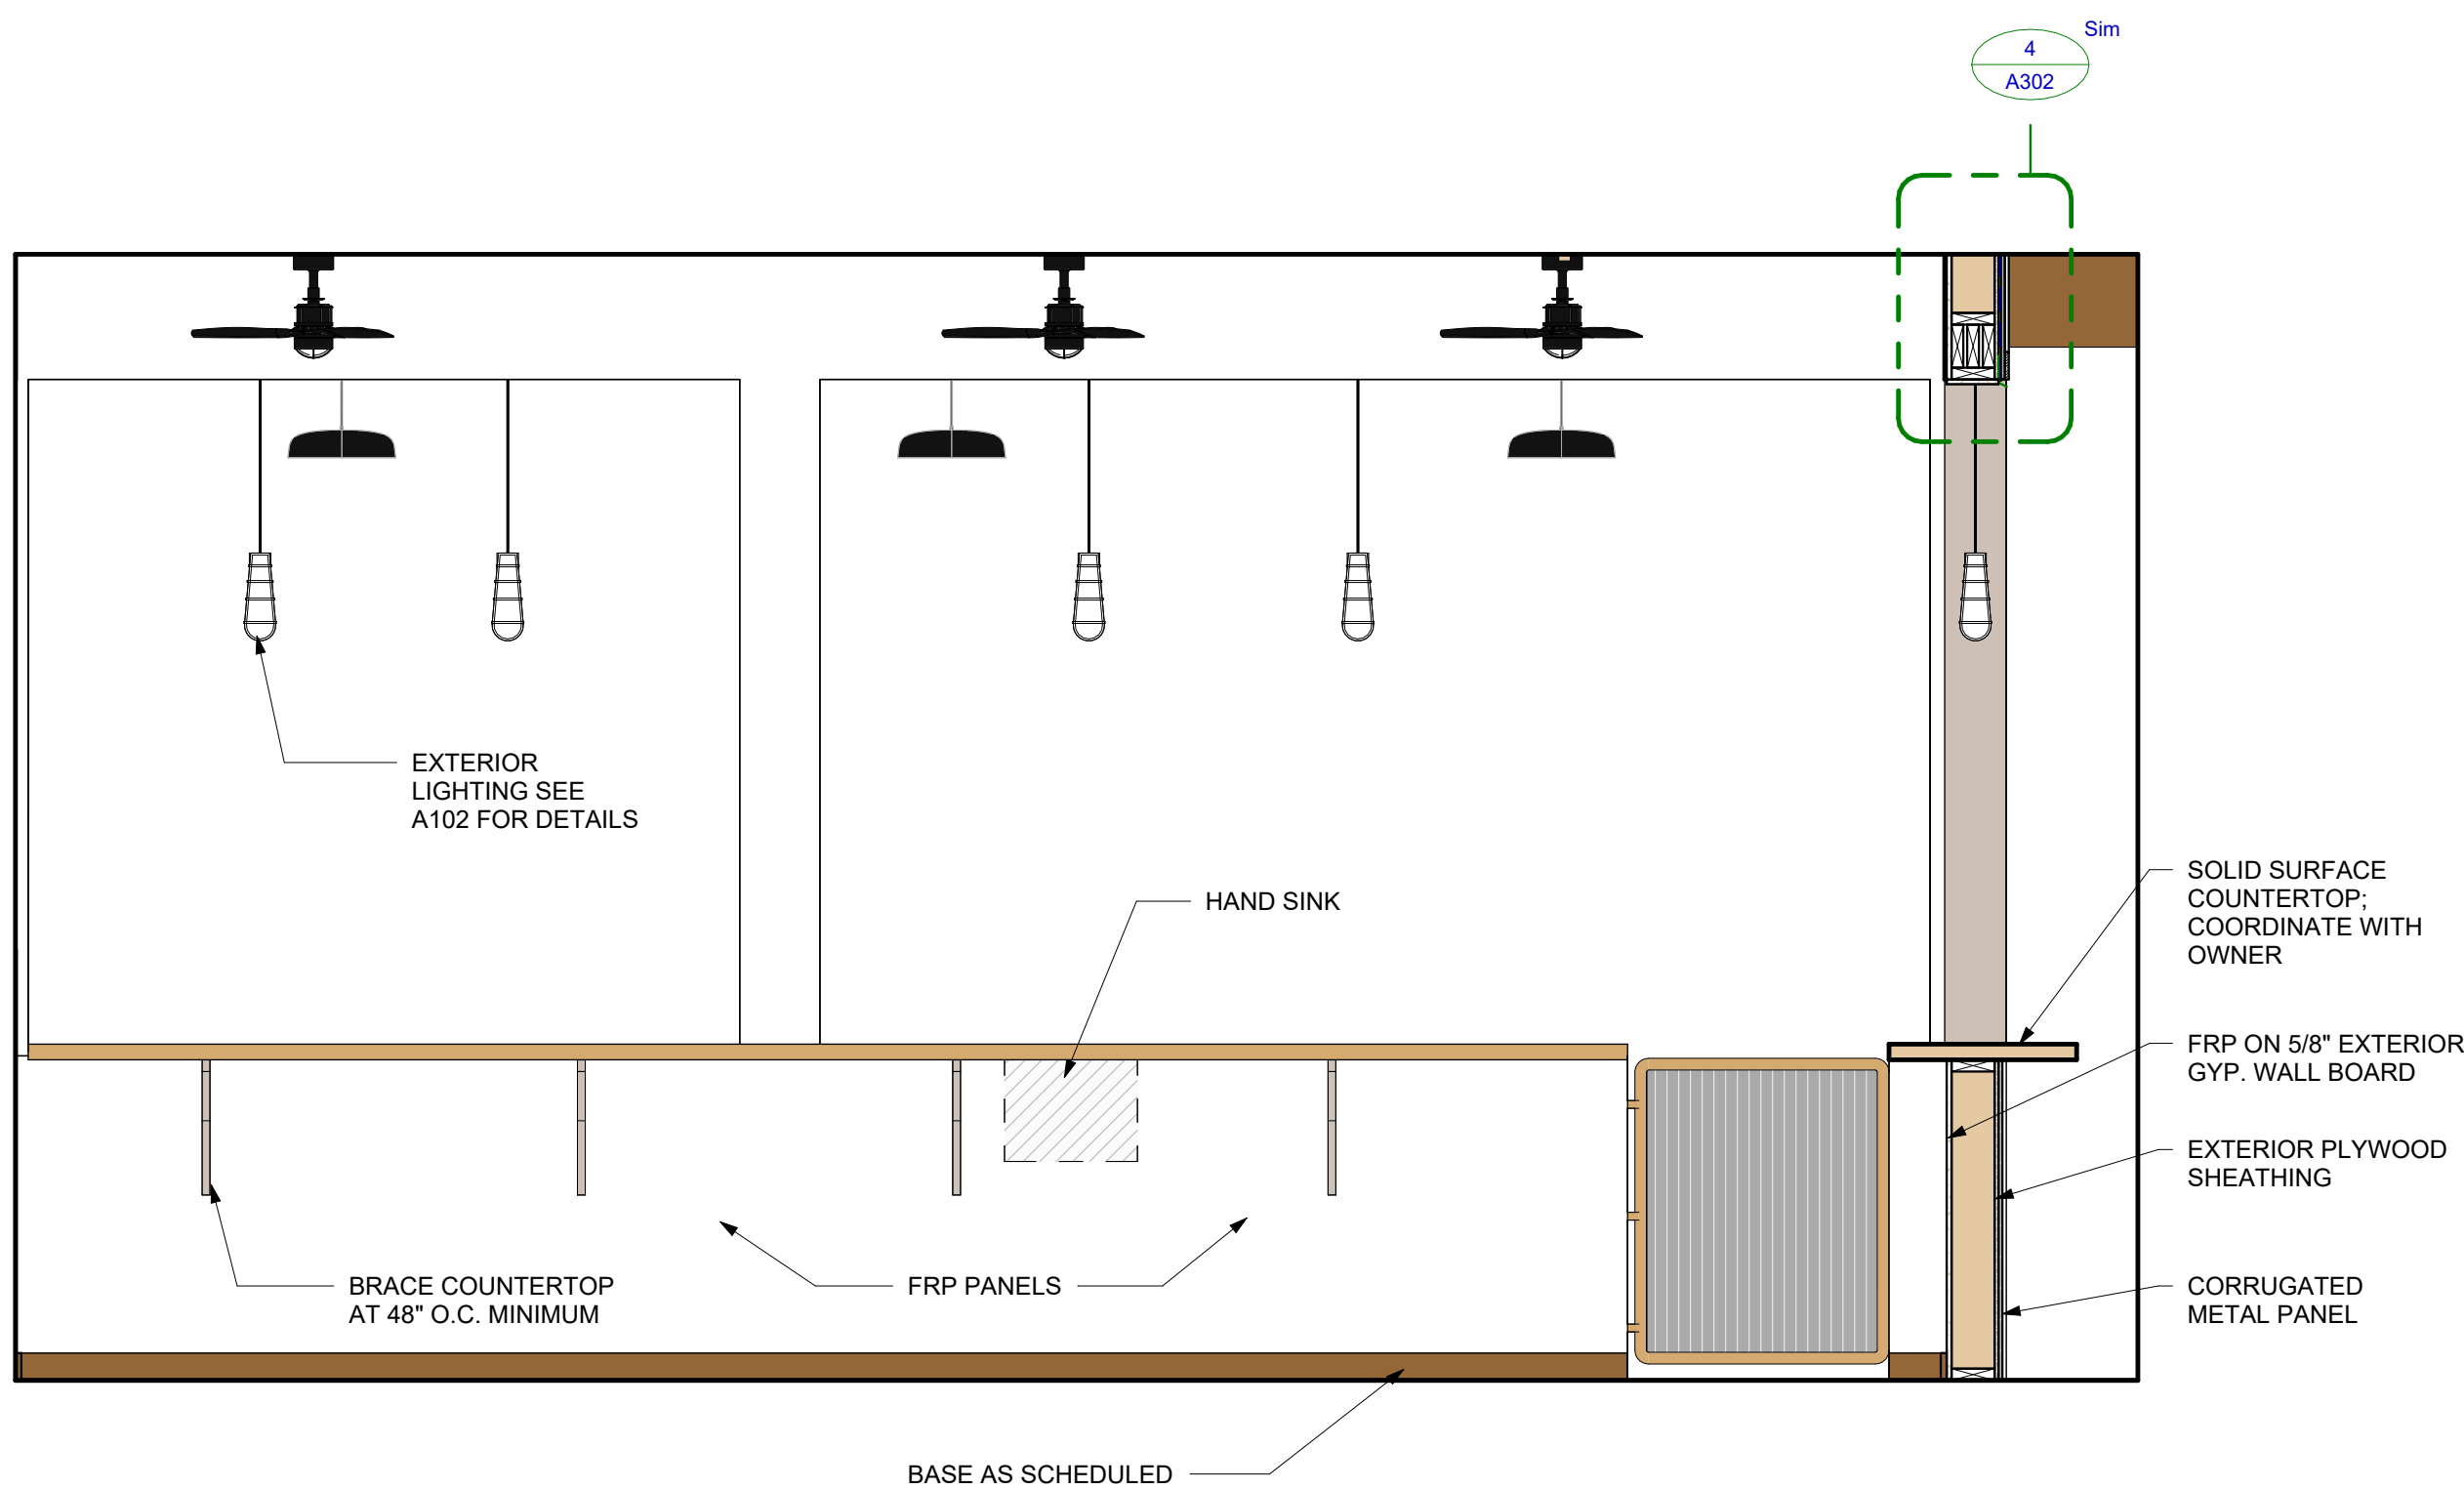 Sim
4
A302
EXTERIOR
LIGHTING SEE
A102 FOR DETAILS
HAND SINK
SOLID SURFACE
COUNTERTOP;
COORDINATE WITH
OWNER
FRP ON 5/8" EXTERIOR
GYP. WALL BOARD
EXTERIOR PLYWOOD
SHEATHING
BRACE COUNTERTOP
AT 48" O.C. MINIMUM
FRP PANELS
CORRUGATED
METAL PANEL
BASE AS SCHEDULED